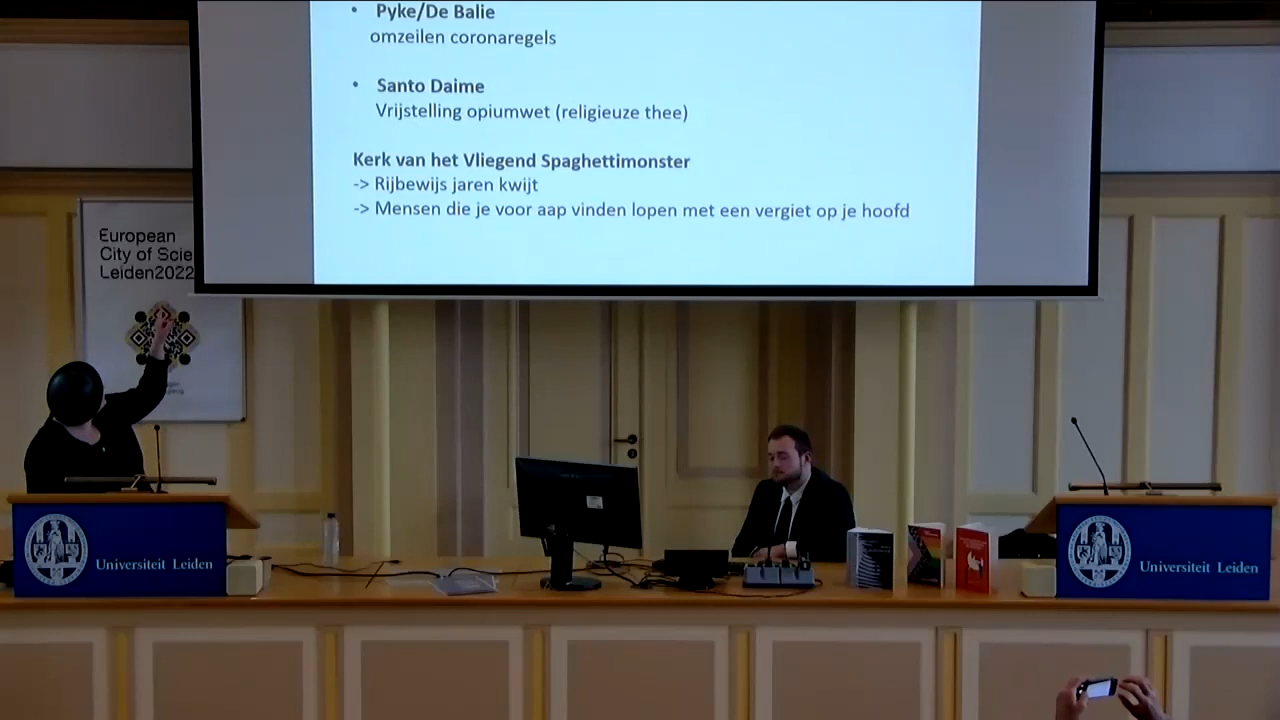 • Pyke/De Balie
omzeilen coronaregels
• Santo Daime
Vrijstelling opiumwet (religieuze thee)
Kerk van het Vliegend Spaghettimonster
-> Rijbewijs jaren kwijt
-> Mensen die je voor aap vinden lopen met een vergiet op je hoofd
European
City of Scie
Leiden2022
Universiteit Leiden
Universiteit Leiden